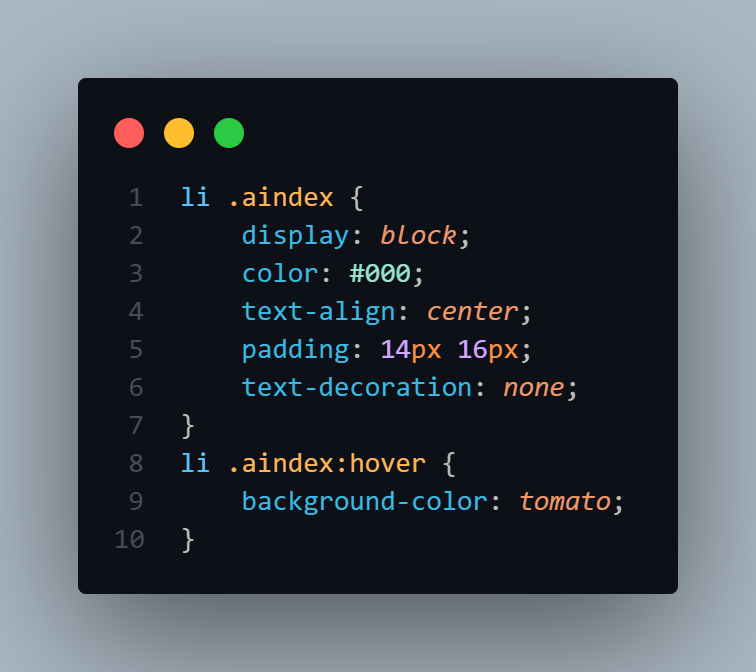 1 li .aindex {
2     display: block;
3     color: #000;
4     text-align: center;
5     padding: 14px 16px;
6     text-decoration: none;
7 }
8 li .aindex:hover {
9     background-color: tomato;
10 }